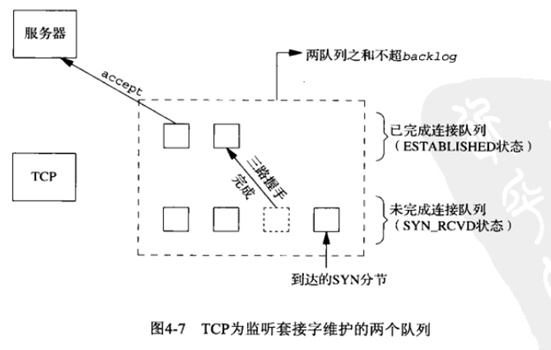 服务器
accept
两队列之和不超backlog
已完成连接队列
（ESTABLISHED状态）
TCP
三路握手
完成
未完成连接队列
（SYN_RCVD状态）
到达的SYN分节
图4-7 TCP为监听套接字维护的两个队列